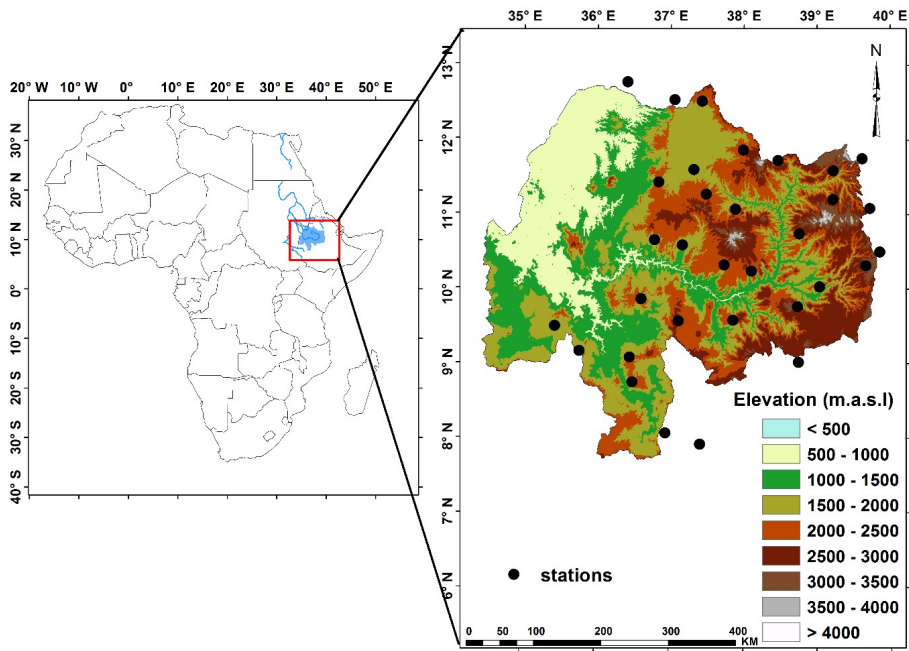 20° W 10° W 0° E 10° E 20° E 30° E 40° E 50° E
30° N
20° N
10° N
0° N
10° S
20° S
30° S
40° S
35° E 36° E 37° E 38° E 39° E 40° E
13° N
12° N
11° N
10° N
9° N
8° N
7° N
6° N
N
Elevation (m.a.s.l)
< 500
500 - 1000
1000 - 1500
1500 - 2000
2000 - 2500
2500 - 3000
3000 - 3500
3500 - 4000
> 4000
stations
0 50 100 200 300 400
KM